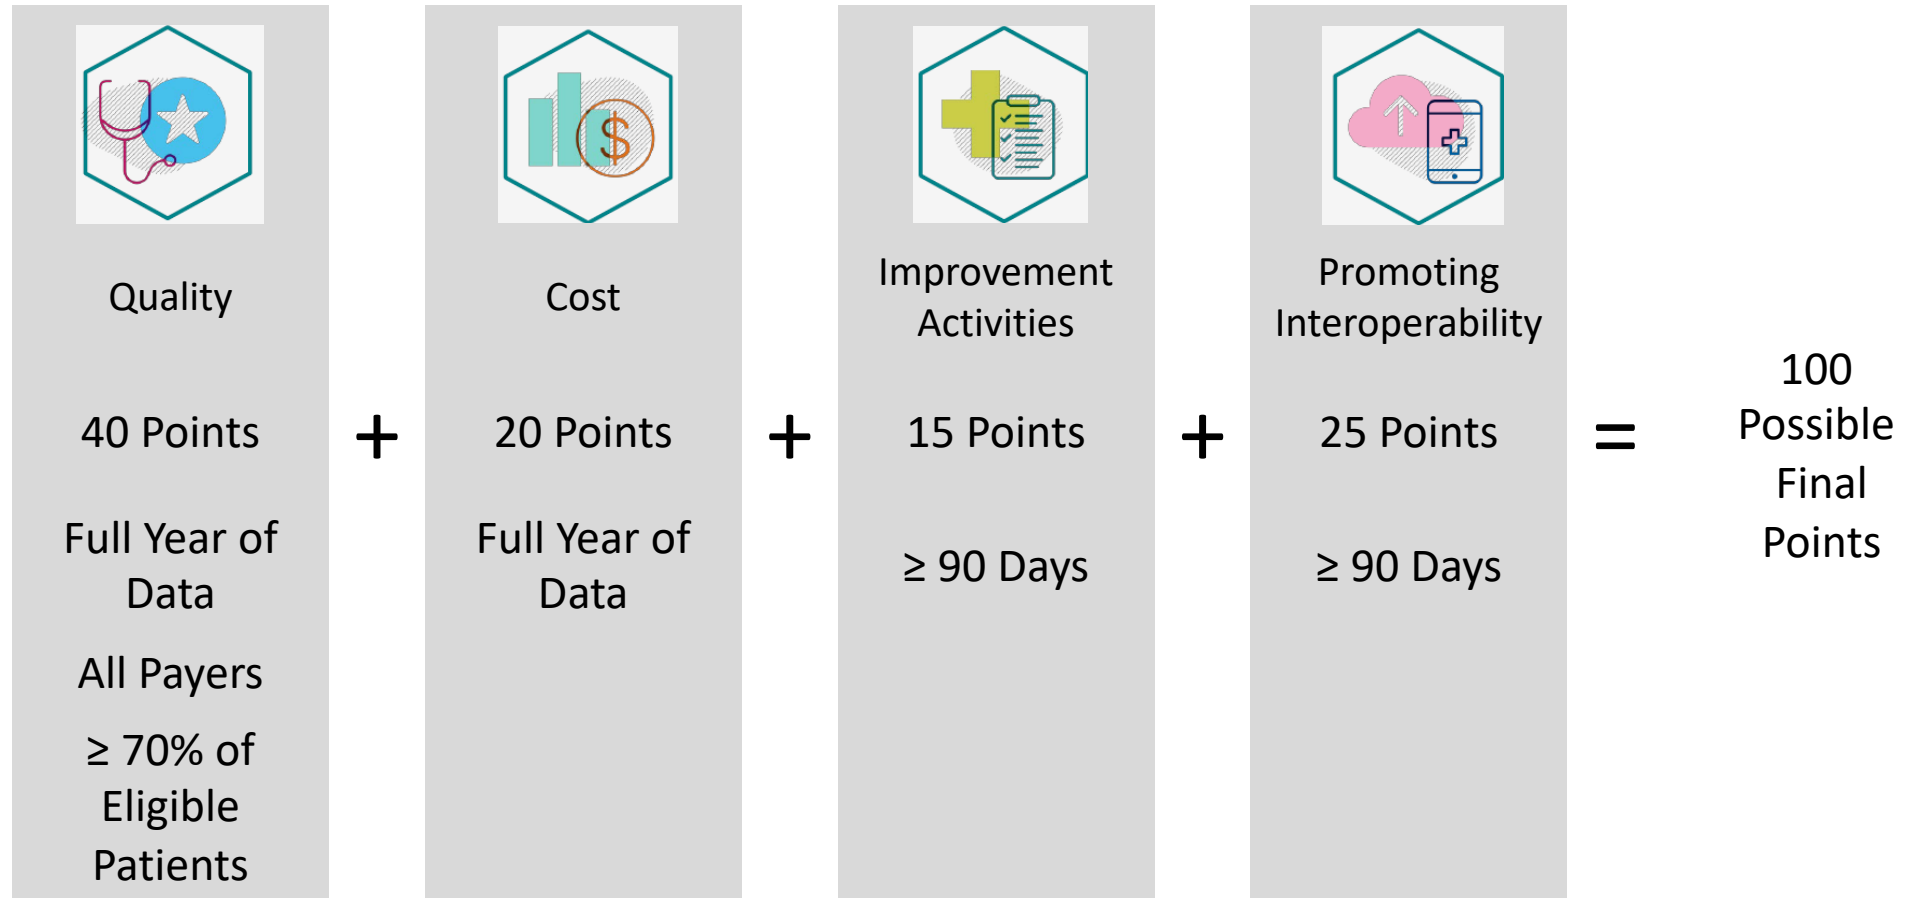 Quality
40 Points
Full Year of
Data
All Payers
≥ 70% of
Eligible
Patients
+
Cost
20 Points
Full Year of
Data
+
Improvement
Activities
15 Points
≥ 90 Days
+
Promoting
Interoperability
25 Points
≥ 90 Days
=
100
Possible
Final
Points
$